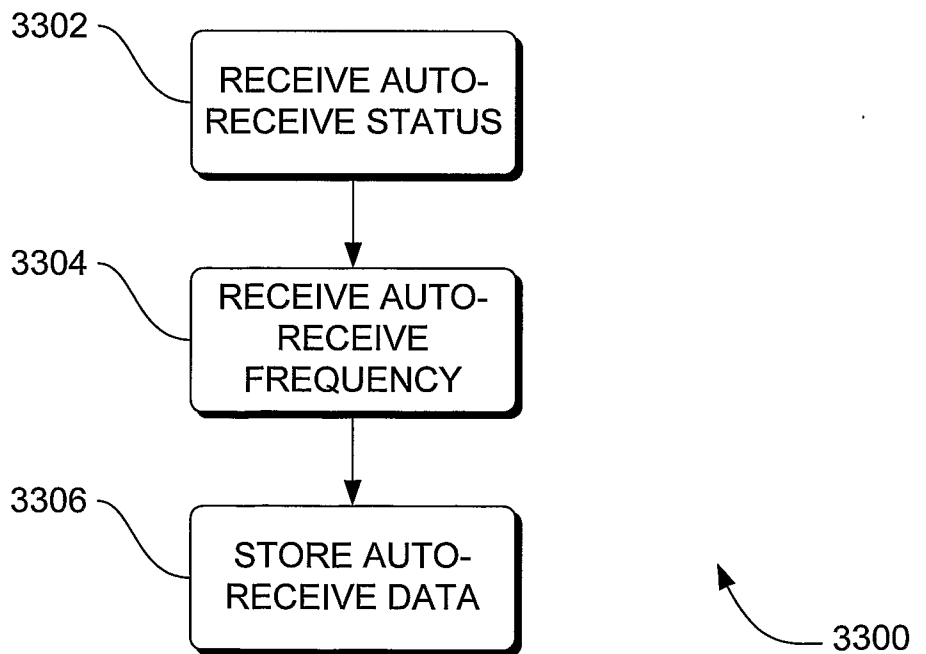 3302
RECEIVE AUTO-
RECEIVE STATUS
3304
RECEIVE AUTO-
RECEIVE
FREQUENCY
3306
STORE AUTO-
RECEIVE DATA
3300